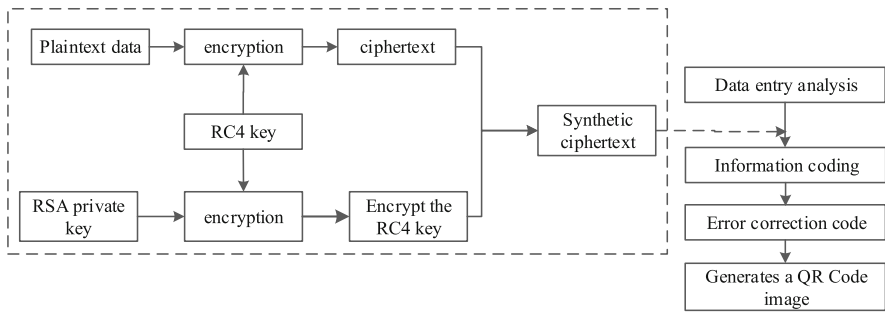 Plaintext data
encryption
ciphertext
RC4 key
RSA private
key
encryption
Encrypt the
RC4 key
Synthetic
ciphertext
Data entry analysis
Information coding
Error correction code
Generates a QR Code
image